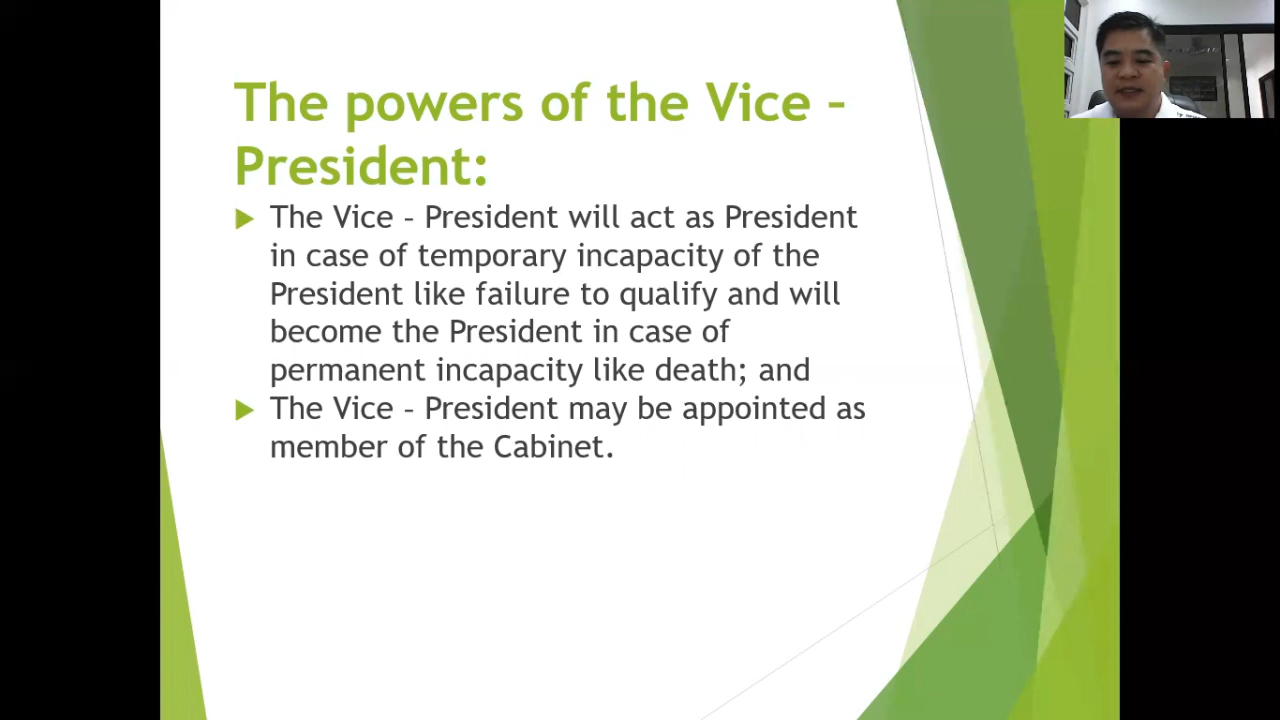 The powers of the Vice –
President:
The Vice – President will act as President
in case of temporary incapacity of the
President like failure to qualify and will
become the President in case of
permanent incapacity like death; and
The Vice – President may be appointed as
member of the Cabinet.